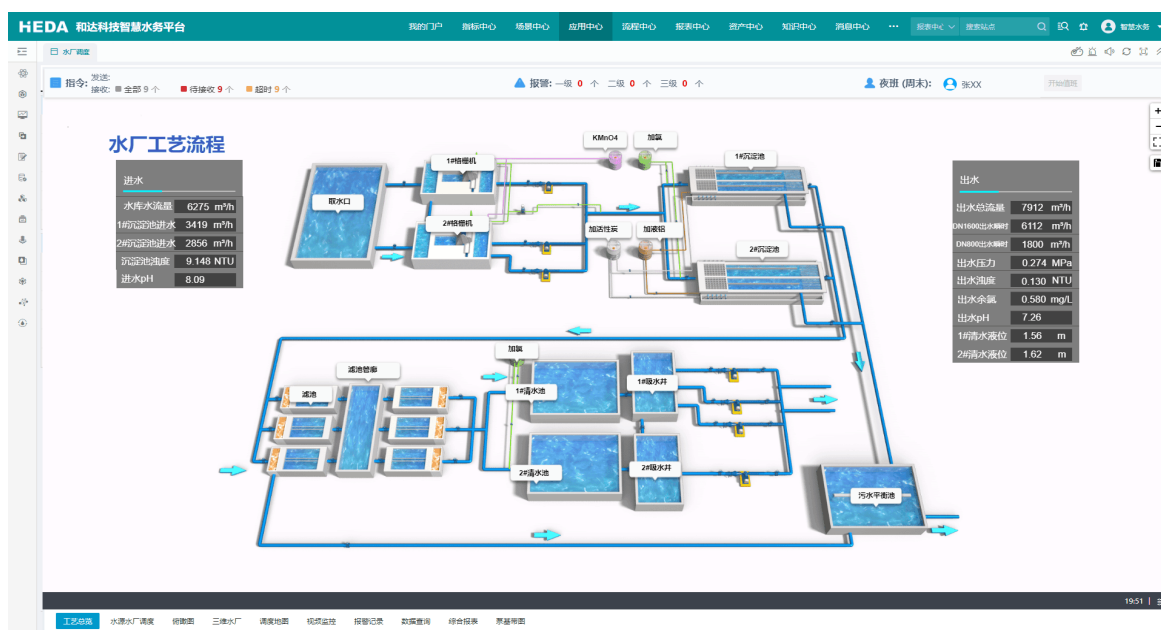 HEDA 和达科技智慧水务平台
我的门户 指标中心 场景中心 应用中心 流程中心 报表中心 资产中心 知识中心 消息中心 ··· 报表中心 搜索站点 智慧水务
水厂调度
指令: 发送:
接收: 全部 9 个 待接收 9 个 超时 9 个
报警: 一级 0 个 二级 0 个 三级 0 个
夜班 (周末): 张XX 开始值班
水厂工艺流程
进水
水库水流量 6275 m³/h
1#沉淀池进水 3419 m³/h
2#沉淀池进水 2856 m³/h
沉淀池浊度 9.148 NTU
进水pH 8.09
取水口
1#格栅机
2#格栅机
KMnO4
加氯
加活性炭
加液铝
1#沉淀池
2#沉淀池
出水
出水总流量 7912 m³/h
DN1600出水瞬时 6112 m³/h
DN800出水瞬时 1800 m³/h
出水压力 0.274 MPa
出水浊度 0.130 NTU
出水余氯 0.580 mg/L
出水pH 7.26
1#清水液位 1.56 m
2#清水液位 1.62 m
滤池管廊
滤池
加氯
1#清水池
1#吸水井
2#清水池
2#吸水井
污水平衡池
19:51
工艺总览 水源水厂调度 俯瞰图 三维水厂 调度地图 视频监控 报警记录 数据查询 综合报表 泵基带图